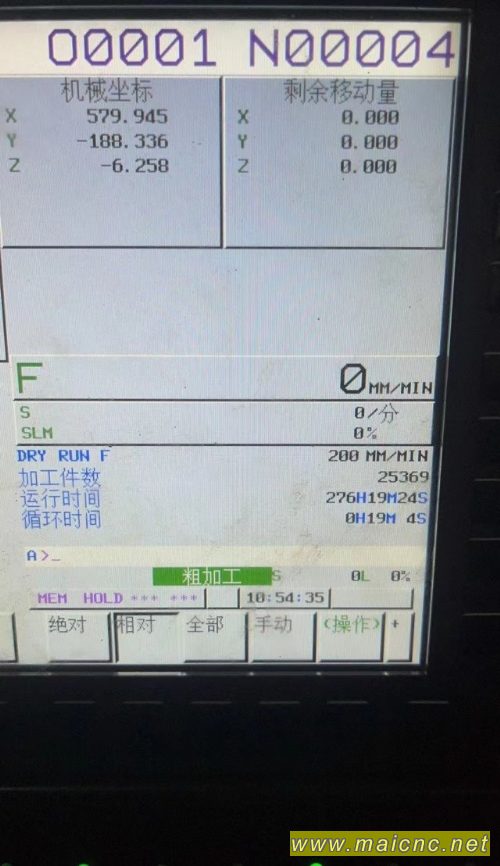 O0001 N00004
机械坐标 剩余移动量
X 579.945 X 0.000
Y -188.336 Y 0.000
Z -6.258 Z 0.000
F 0 MM/MIN
S 0/分
SLM 0%
DRY RUN F 200 MM/MIN
加工件数 25369
运行时间 276H19M24S
循环时间 0H19M 4S
A>_
粗加工 S 0L 0%
MEM HOLD *** *** 10:54:35
绝对 相对 全部 手动 (操作) +
www.maicnc.net